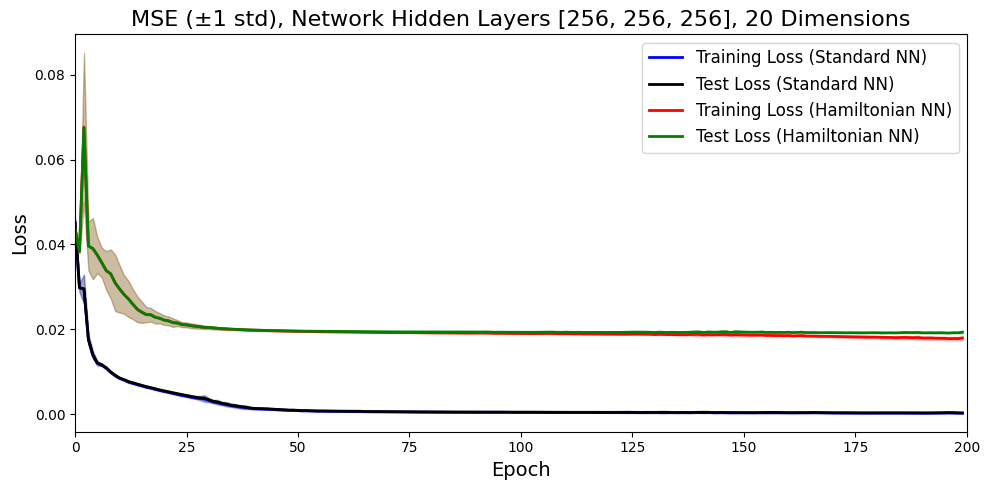 MSE (±1 std), Network Hidden Layers [256, 256, 256], 20 Dimensions
Training Loss (Standard NN)
Test Loss (Standard NN)
Training Loss (Hamiltonian NN)
Test Loss (Hamiltonian NN)
Loss
0.08
0.06
0.04
0.02
0.00
0 25 50 75 100 125 150 175 200
Epoch